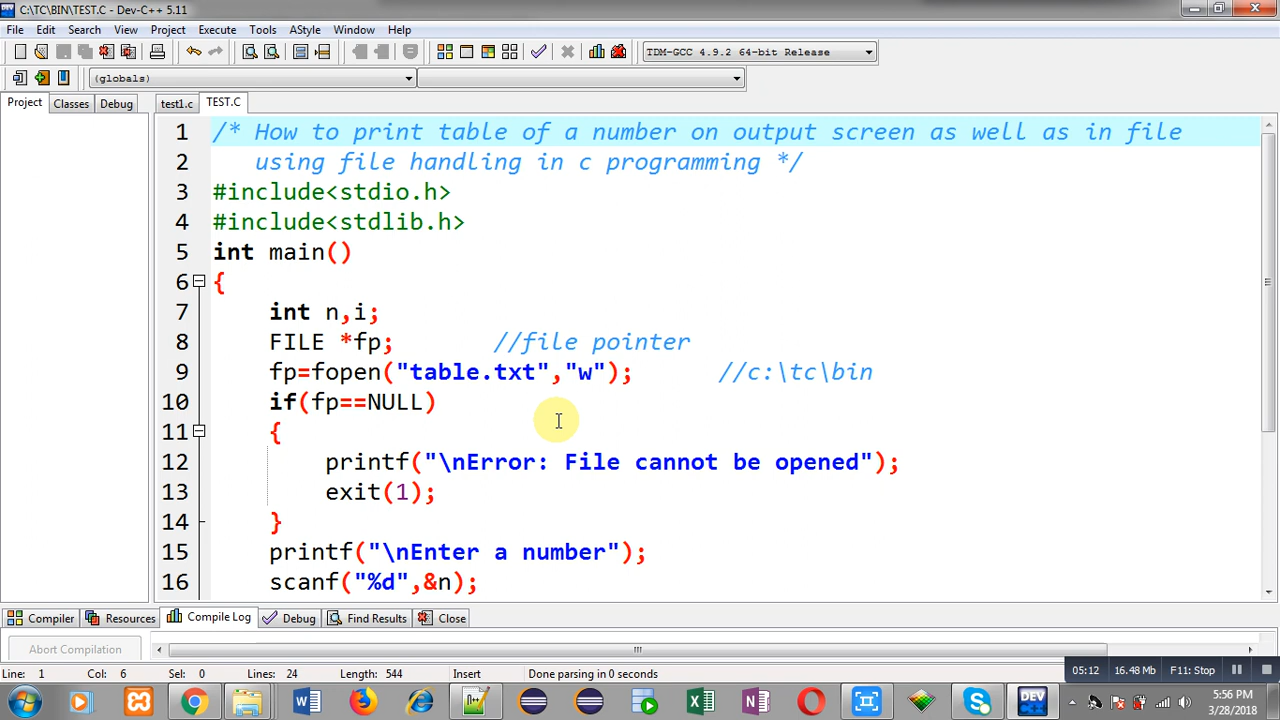 C:\TC\BIN\TEST.C - Dev-C++ 5.11
File Edit Search View Project Execute Tools AStyle Window Help
TDM-GCC 4.9.2 64-bit Release
(globals)
Project Classes Debug test1.c TEST.C
1 /* How to print table of a number on output screen as well as in file
2 using file handling in c programming */
3 #include<stdio.h>
4 #include<stdlib.h>
5 int main()
6 {
7 int n,i;
8 FILE *fp; //file pointer
9 fp=fopen("table.txt","w"); //c:\tc\bin
10 if(fp==NULL)
11 {
12 printf("\nError: File cannot be opened");
13 exit(1);
14 }
15 printf("\nEnter a number");
16 scanf("%d",&n);
Compiler Resources Compile Log Debug Find Results Close
Abort Compilation
Line: 1 Col: 6 Sel: 0 Lines: 24 Length: 544 Insert Done parsing in 0 seconds
05:12 16.48 Mb F11: Stop
DEV
5:56 PM
3/28/2018